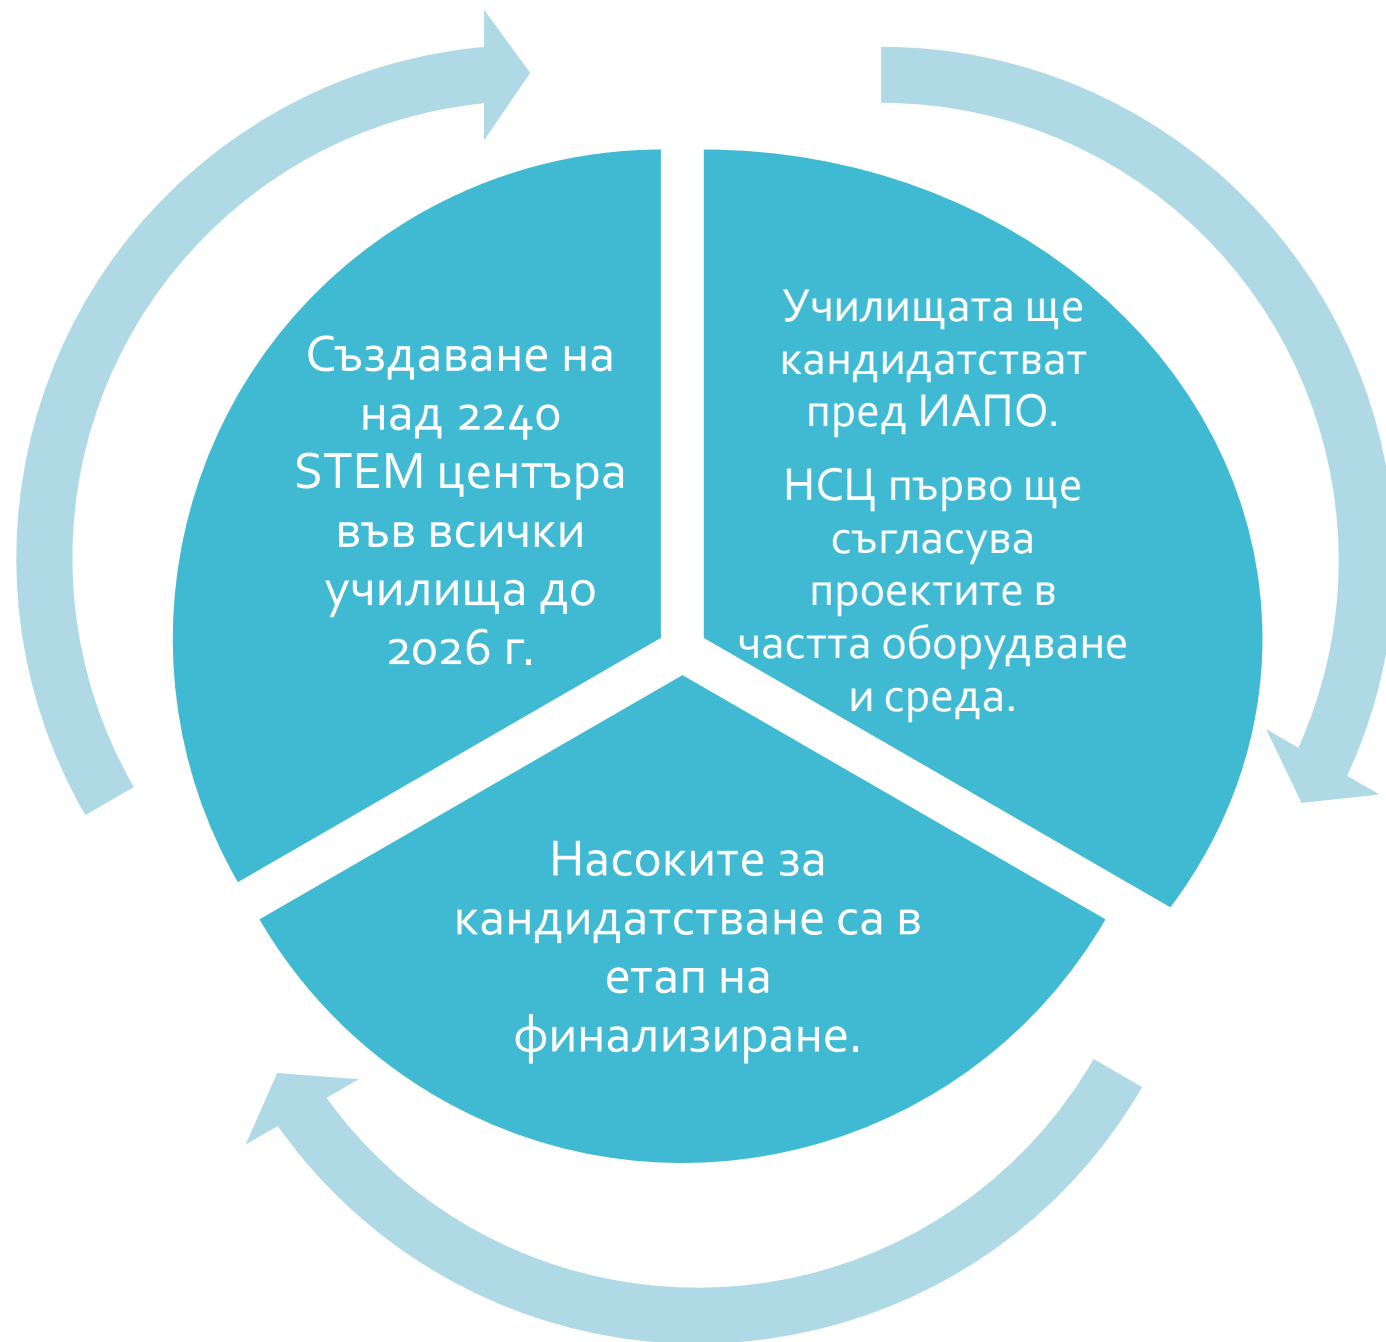 Създаване на
над 2240
STEM центъра
във всички
училища до
2026 г.
Училищата ще
кандидатстват
пред ИАПО.
НСЦ първо ще
съгласува
проектите в
частта оборудване
и среда.
Насоките за
кандидатстване са в
етап на
финализиране.